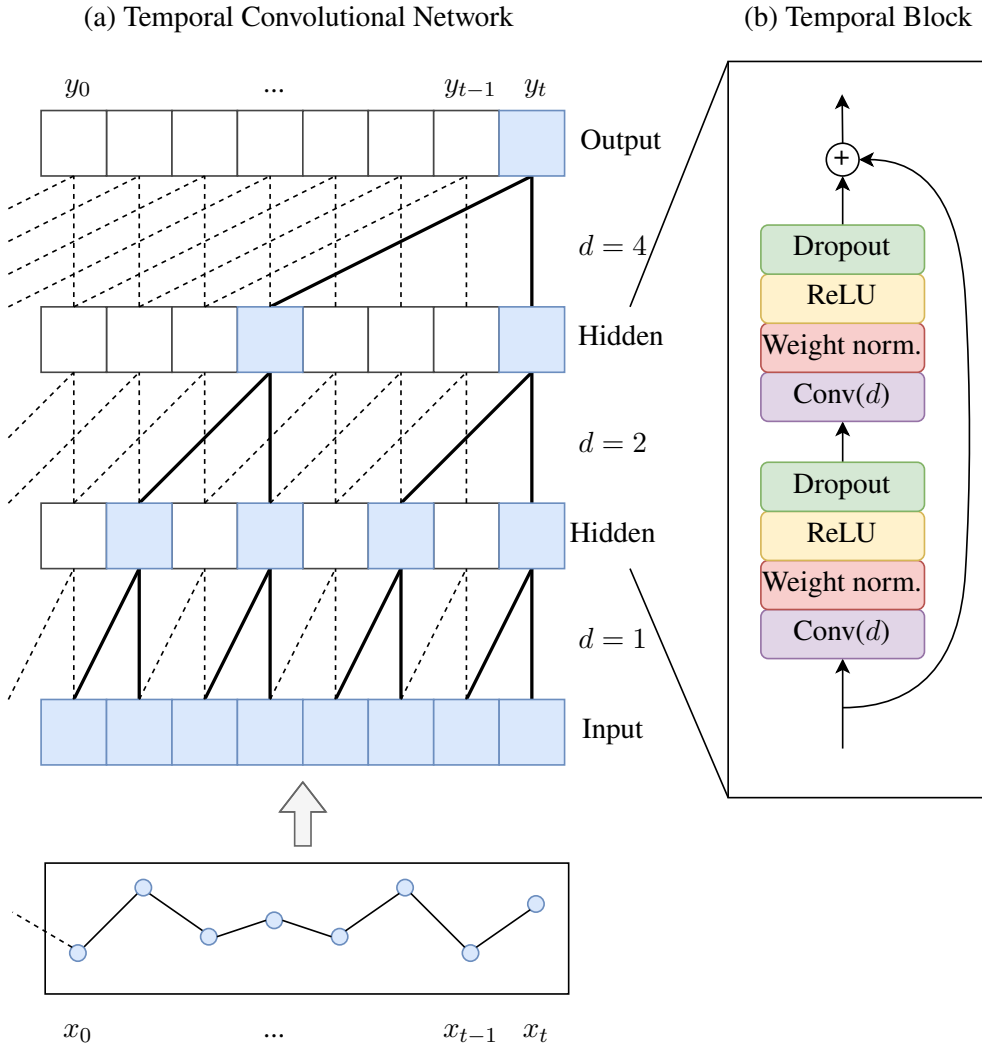 (a) Temporal Convolutional Network
y₀ ... yₜ₋₁ yₜ
Output
d = 4
Hidden
d = 2
Hidden
d = 1
Input
x₀ ... xₜ₋₁ xₜ
(b) Temporal Block
+
Dropout
ReLU
Weight norm.
Conv(d)
Dropout
ReLU
Weight norm.
Conv(d)